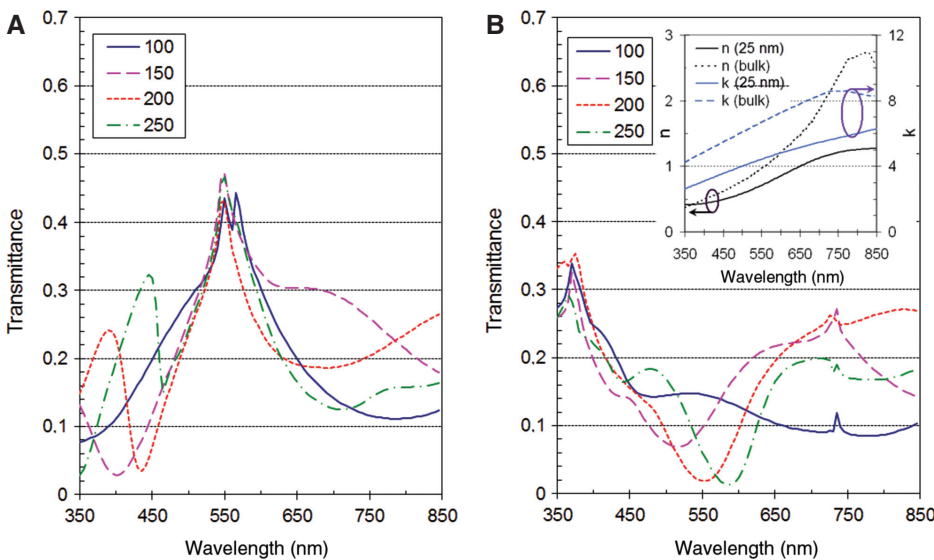 A
0.7
0.6
0.5
0.4
0.3
0.2
0.1
0
Transmittance
100
150
200
250
350 450 550 650 750 850
Wavelength (nm)
B
0.7
0.6
0.5
0.4
0.3
0.2
0.1
0
Transmittance
100
150
200
250
3
2
1
0
n
n (25 nm)
n (bulk)
k (25 nm)
k (bulk)
12
8
4
0
k
350 450 550 650 750 850
Wavelength (nm)
350 450 550 650 750 850
Wavelength (nm)